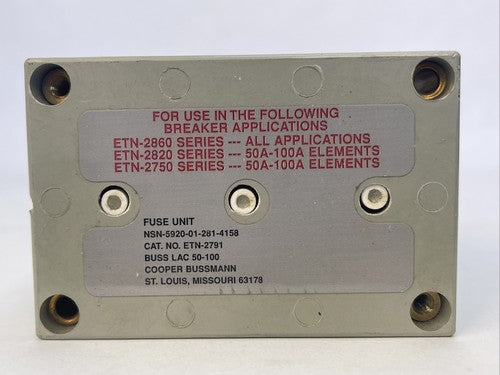 FOR USE IN THE FOLLOWING
BREAKER APPLICATIONS
ETN-2860 SERIES --- ALL APPLICATIONS
ETN-2820 SERIES --- 50A-100A ELEMENTS
ETN-2750 SERIES --- 50A-100A ELEMENTS
FUSE UNIT
NSN-5920-01-281-4158
CAT. NO. ETN-2791
BUSS LAC 50-100
COOPER BUSSMANN
ST. LOUIS, MISSOURI 63178